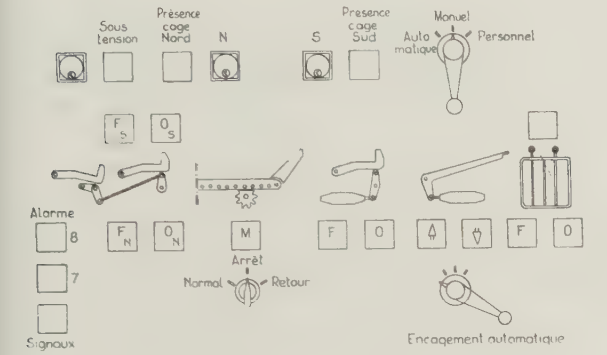 Sous tension
Présence cage Nord
N
S
Presence cage Sud
Manuel
Auto matique
Personnel
F S
O S
Alarme
8
7
Signaux
F N
O N
M
F
O
F
O
Arrêt
Normal
Retour
Encagement automatique